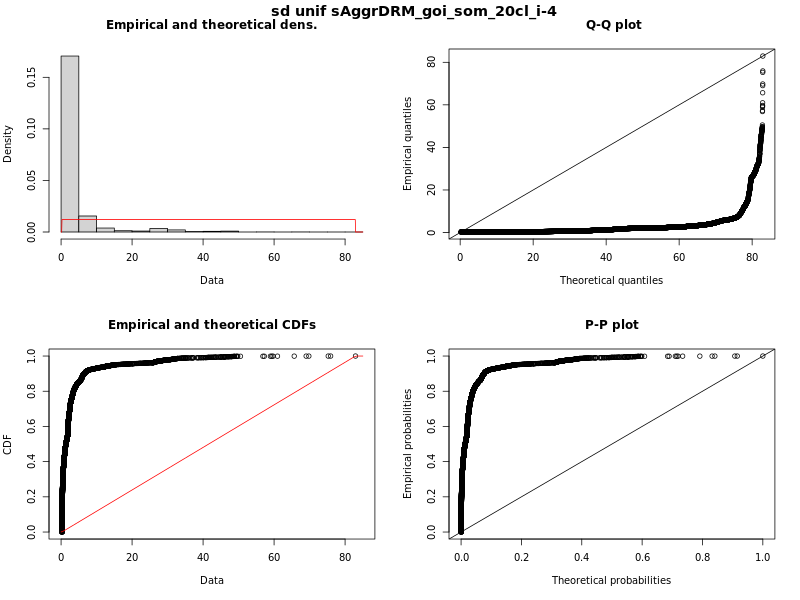 sd unif sAggrDRM_goi_som_20cl_i-4
Empirical and theoretical dens.
Density
0.00 0.05 0.10 0.15
0 20 40 60 80
Data
Q-Q plot
Empirical quantiles
0 20 40 60 80
0 20 40 60 80
Theoretical quantiles
Empirical and theoretical CDFs
CDF
0.0 0.2 0.4 0.6 0.8 1.0
0 20 40 60 80
Data
P-P plot
Empirical probabilities
0.0 0.2 0.4 0.6 0.8 1.0
0.0 0.2 0.4 0.6 0.8 1.0
Theoretical probabilities